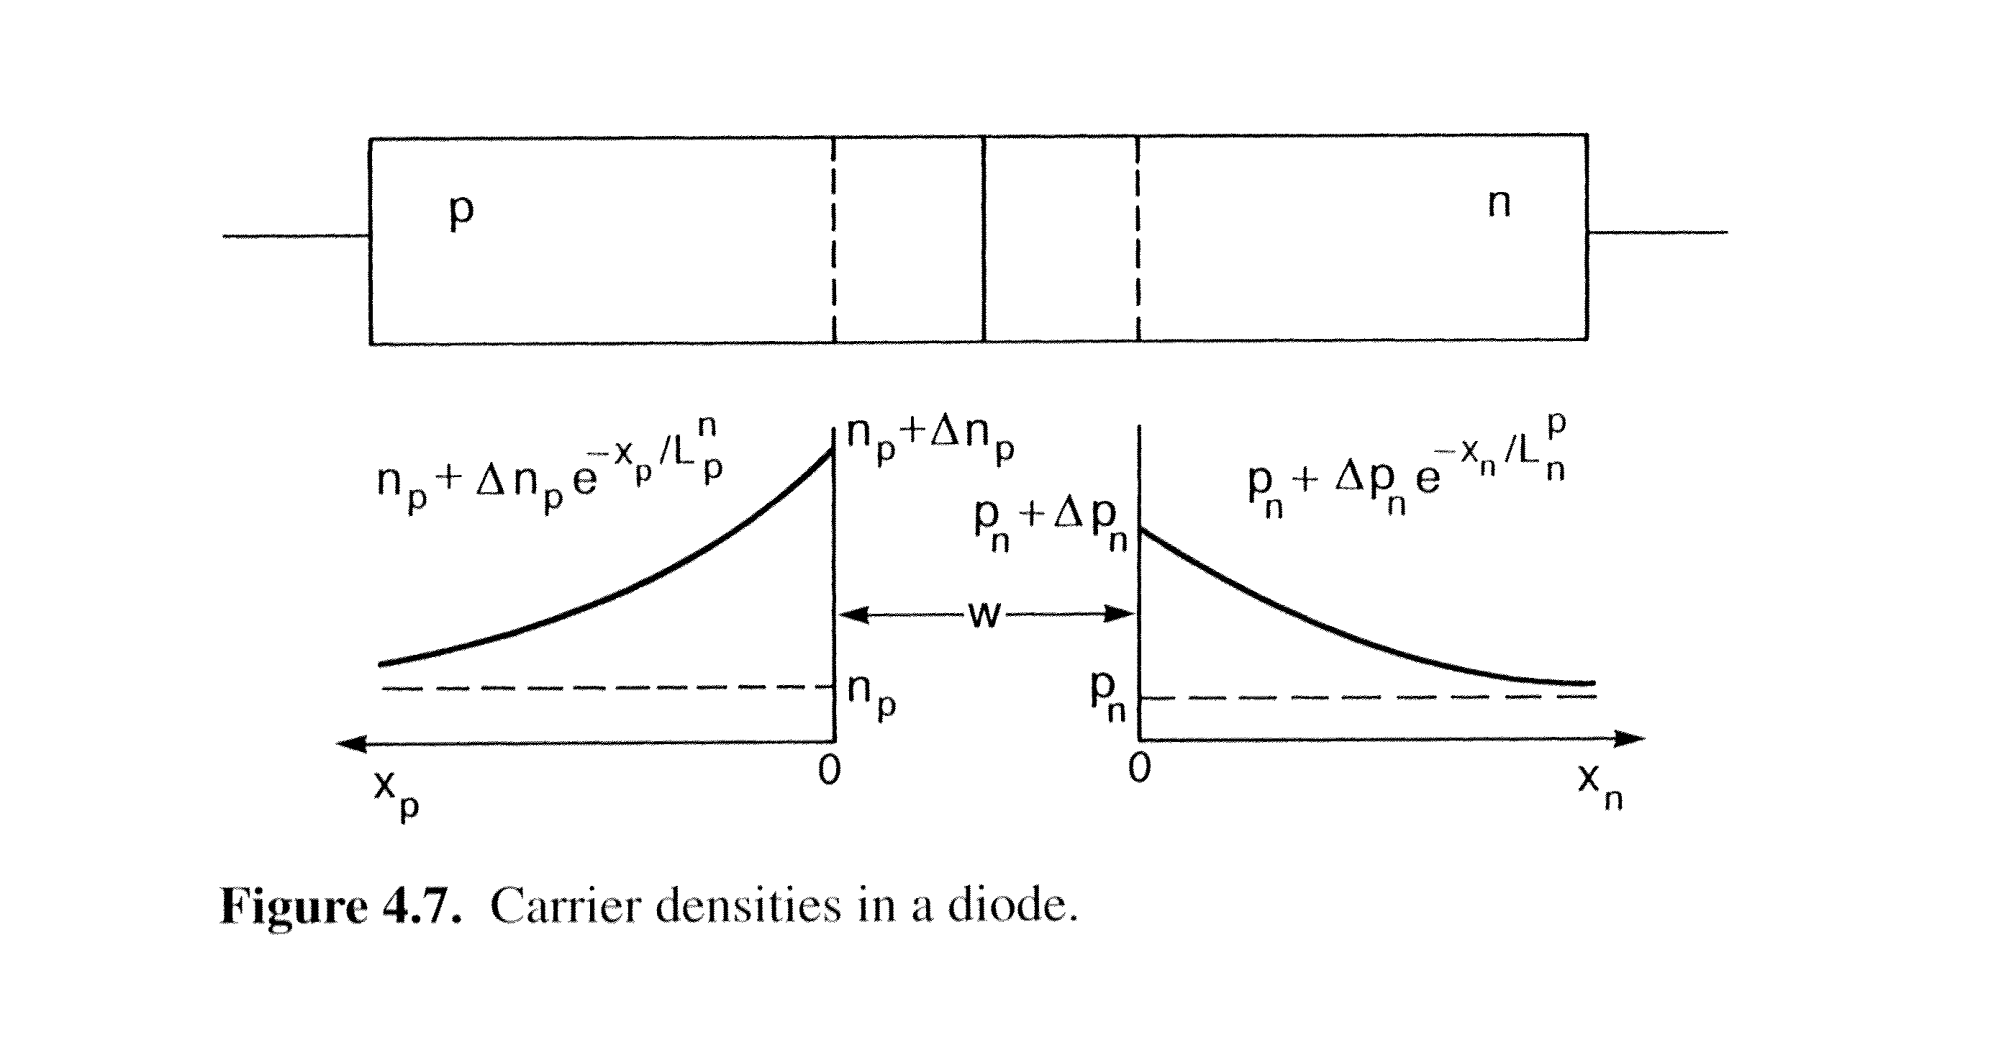 p n
n_p + Δn_p e^{-x_p/L_p^n}
n_p + Δn_p
p_n + Δp_n e^{-x_n/L_n^p}
p_n + Δp_n
w
n_p
p_n
0 0
x_p x_n
Figure 4.7. Carrier densities in a diode.